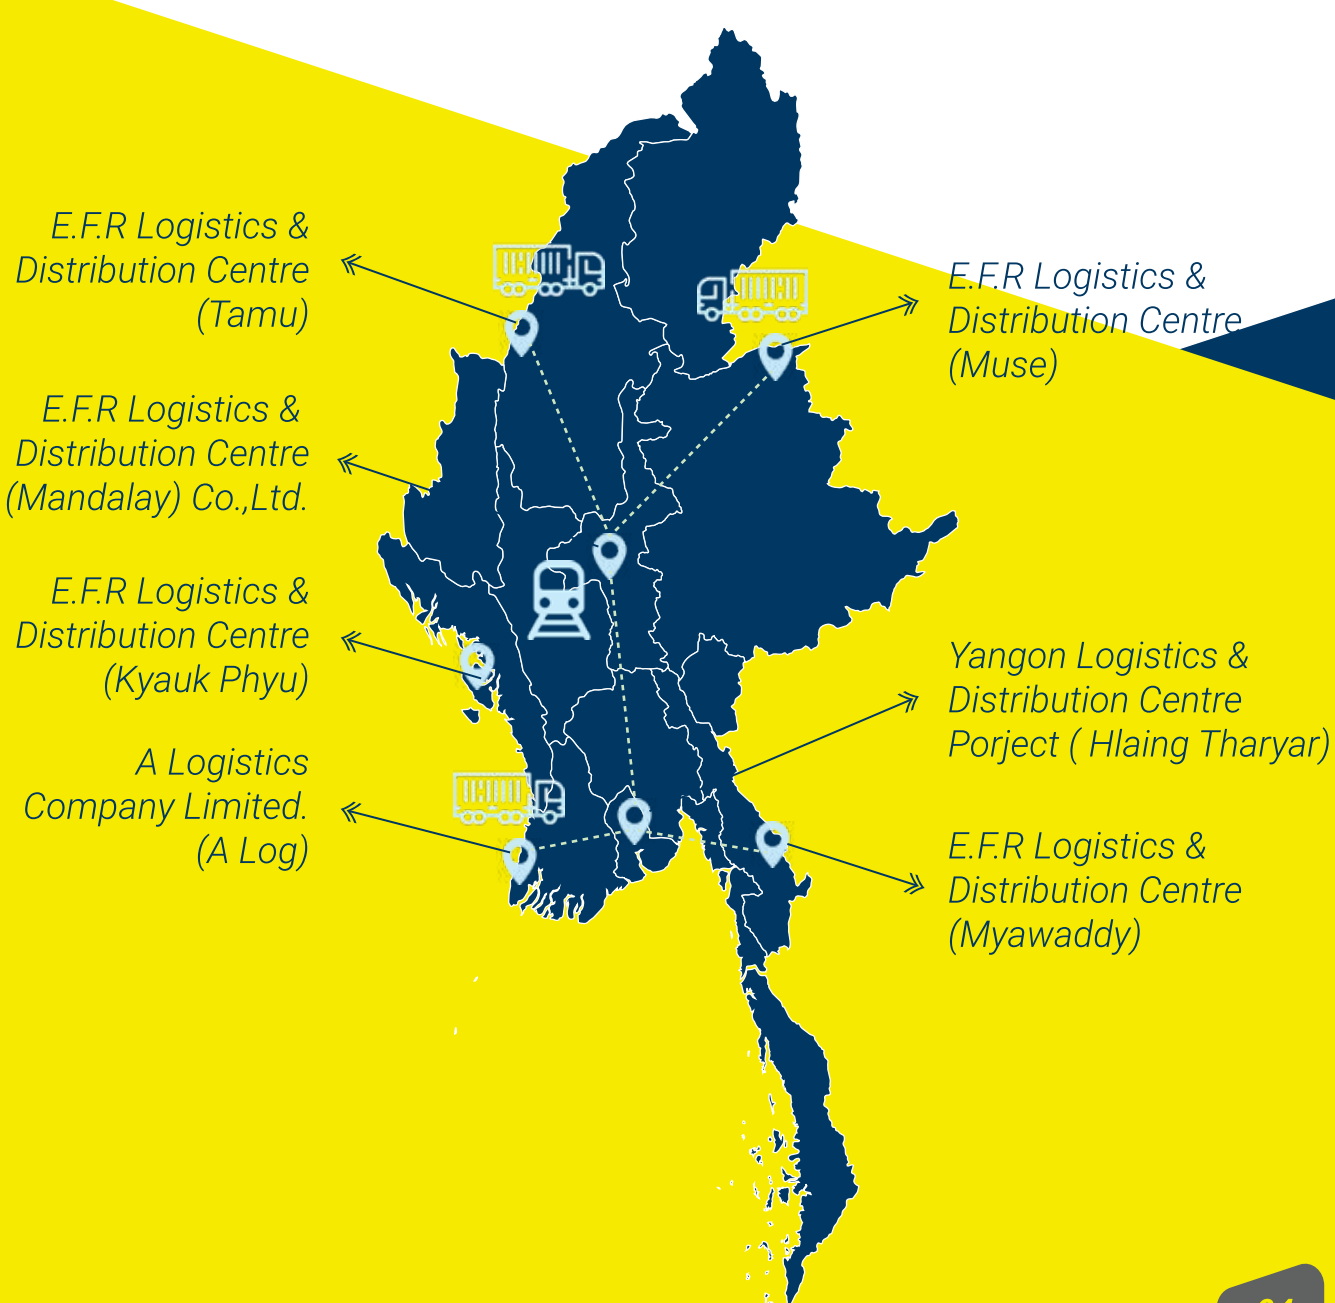 E.F.R Logistics &
Distribution Centre
(Tamu)
E.F.R Logistics &
Distribution Centre
(Mandalay) Co.,Ltd.
E.F.R Logistics &
Distribution Centre
(Kyauk Phyu)
A Logistics
Company Limited.
(A Log)
E.F.R Logistics &
Distribution Centre
(Muse)
Yangon Logistics &
Distribution Centre
Porject ( Hlaing Tharyar)
E.F.R Logistics &
Distribution Centre
(Myawaddy)